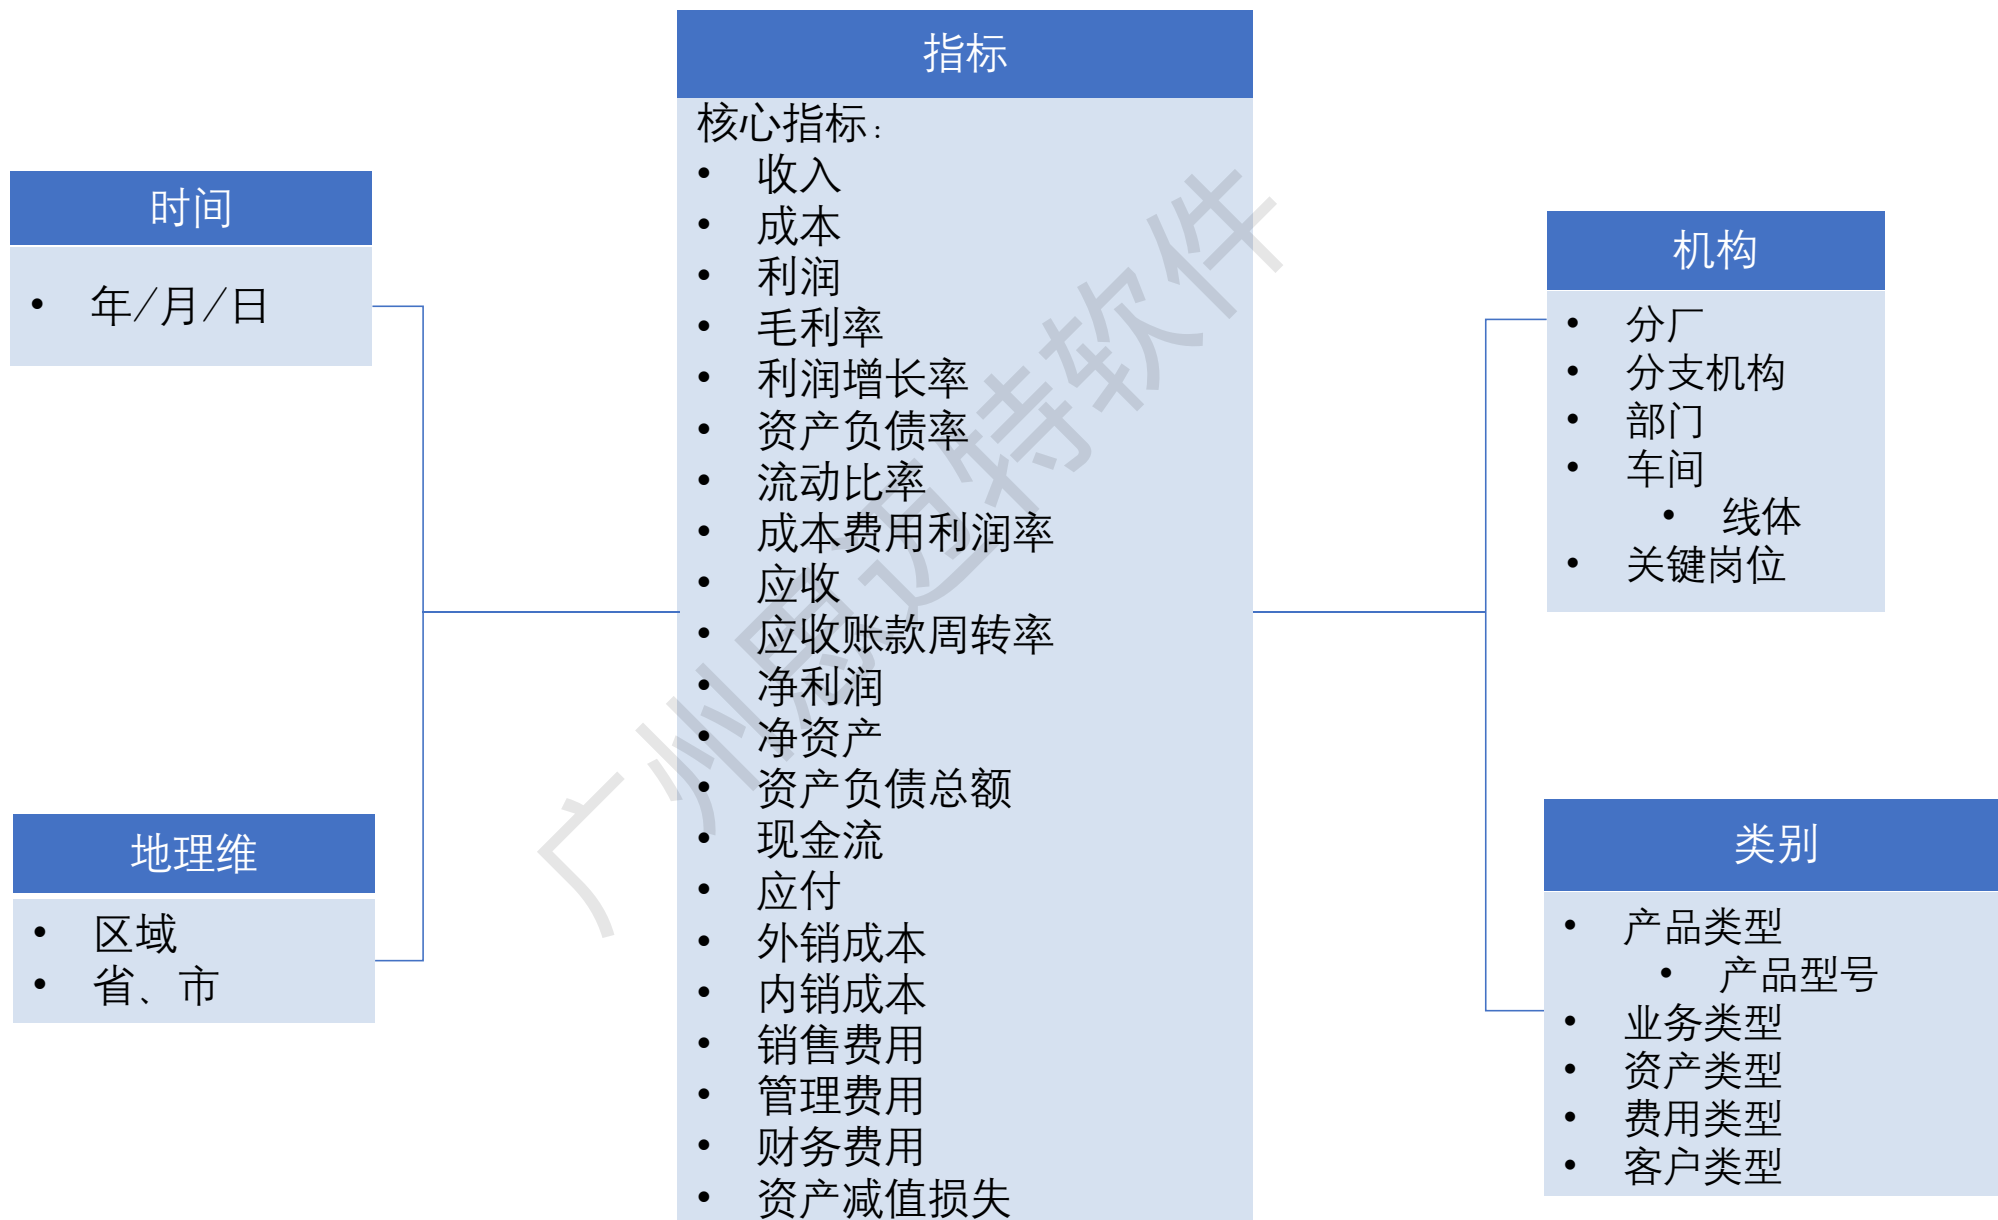 指标
核心指标：
• 收入
• 成本
• 利润
• 毛利率
• 利润增长率
• 资产负债率
• 流动比率
• 成本费用利润率
• 应收
• 应收账款周转率
• 净利润
• 净资产
• 资产负债总额
• 现金流
• 应付
• 外销成本
• 内销成本
• 销售费用
• 管理费用
• 财务费用
• 资产减值损失
时间
• 年/月/日
地理维
• 区域
• 省、市
机构
• 分厂
• 分支机构
• 部门
• 车间
• 线体
• 关键岗位
类别
• 产品类型
• 产品型号
• 业务类型
• 资产类型
• 费用类型
• 客户类型
广州思迈特软件